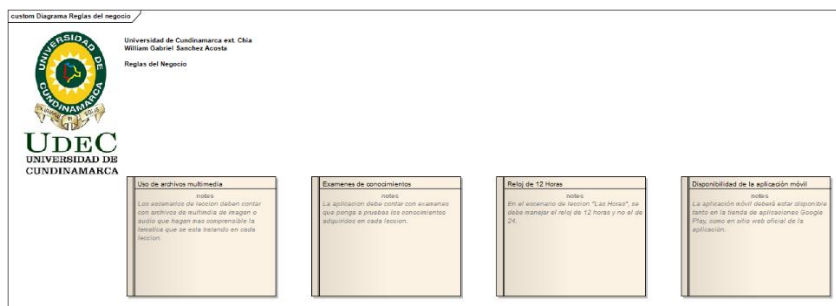 custom Diagrama Reglas del negocio
UNIVERSIDAD DE CUNDINAMARCA
UDEC
UNIVERSIDAD DE
CUNDINAMARCA
Universidad de Cundinamarca ext. Chia
William Gabriel Sanchez Acosta
Reglas del Negocio
Uso de archivos multimedia
notes
Los escenarios de leccion deben contar
con archivos de multimdia de imagen o
audio que hagan mas comprensible la
tematica que se esta tratando en cada
leccion.
Examenes de conocimientos
notes
La aplicacion debe contar con examenes
que ponga a pruebas los conocimientos
adquiridos en cada leccion.
Reloj de 12 Horas
notes
En el escenario de leccion "Las Horas", se
debe manejar el reloj de 12 horas y no el de
24.
Disponibilidad de la aplicación móvil
notes
La aplicación móvil deberá estar disponible
tanto en la tienda de aplicaciones Google
Play, como en sitio web oficial de la
aplicación.